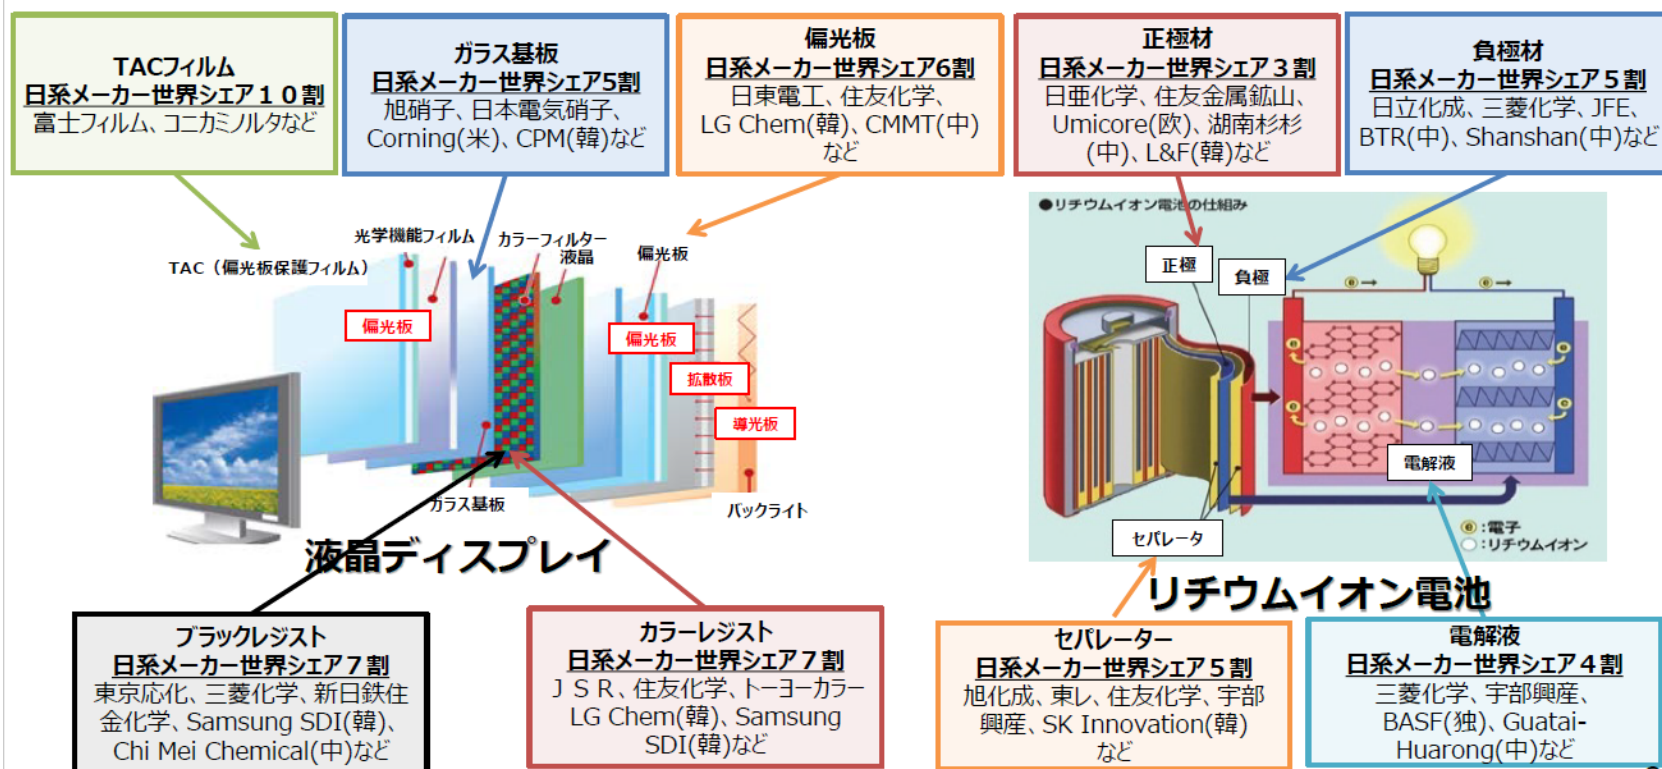 TACフィルム
日系メーカー世界シェア１０割
富士フィルム、コニカミノルタなど
ガラス基板
日系メーカー世界シェア5割
旭硝子、日本電気硝子、
Corning(米)、CPM(韓)など
偏光板
日系メーカー世界シェア6割
日東電工、住友化学、
LG Chem(韓)、CMMT(中)
など
正極材
日系メーカー世界シェア３割
日亜化学、住友金属鉱山、
Umicore(欧)、湖南杉杉
(中)、L&F(韓)など
負極材
日系メーカー世界シェア５割
日立化成、三菱化学、JFE、
BTR(中)、Shanshan(中)など
TAC（偏光板保護フィルム）
光学機能フィルム
カラーフィルター
液晶
偏光板
偏光板
偏光板
拡散板
導光板
ガラス基板
バックライト
液晶ディスプレイ
●リチウムイオン電池の仕組み
正極
負極
e→
e→
e
e
e
e
電解液
セパレータ
e：電子
○：リチウムイオン
リチウムイオン電池
ブラックレジスト
日系メーカー世界シェア７割
東京応化、三菱化学、新日鉄住
金化学、Samsung SDI(韓)、
Chi Mei Chemical(中)など
カラーレジスト
日系メーカー世界シェア７割
ＪＳＲ、住友化学、トーヨーカラー
LG Chem(韓)、Samsung
SDI(韓)など
セパレーター
日系メーカー世界シェア５割
旭化成、東レ、住友化学、宇部
興産、SK Innovation(韓)
など
電解液
日系メーカー世界シェア４割
三菱化学、宇部興産、
BASF(独)、Guatai-
Huarong(中)など